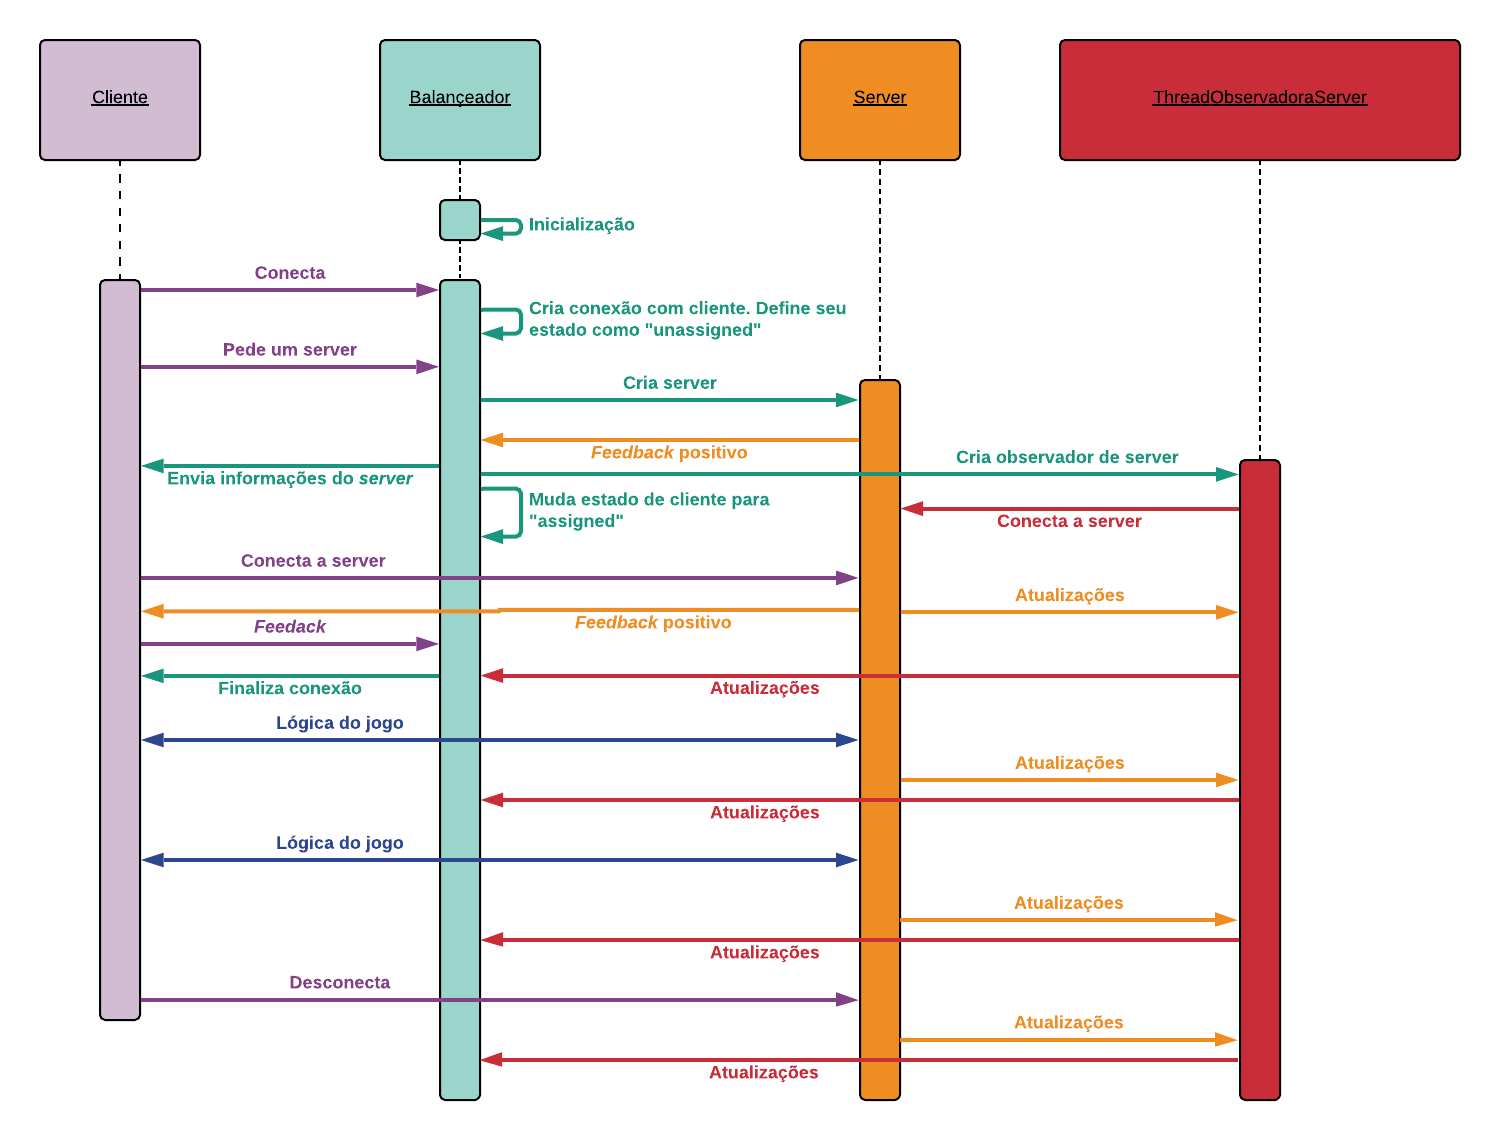 Cliente
Balançeador
Server
ThreadObservadoraServer
Inicialização
Conecta
Cria conexão com cliente. Define seu
estado como "unassigned"
Pede um server
Cria server
Feedback positivo
Cria observador de server
Envia informações do server
Muda estado de cliente para
"assigned"
Conecta a server
Conecta a server
Atualizações
Feedback positivo
Feedack
Finaliza conexão
Atualizações
Lógica do jogo
Atualizações
Atualizações
Lógica do jogo
Atualizações
Atualizações
Desconecta
Atualizações
Atualizações